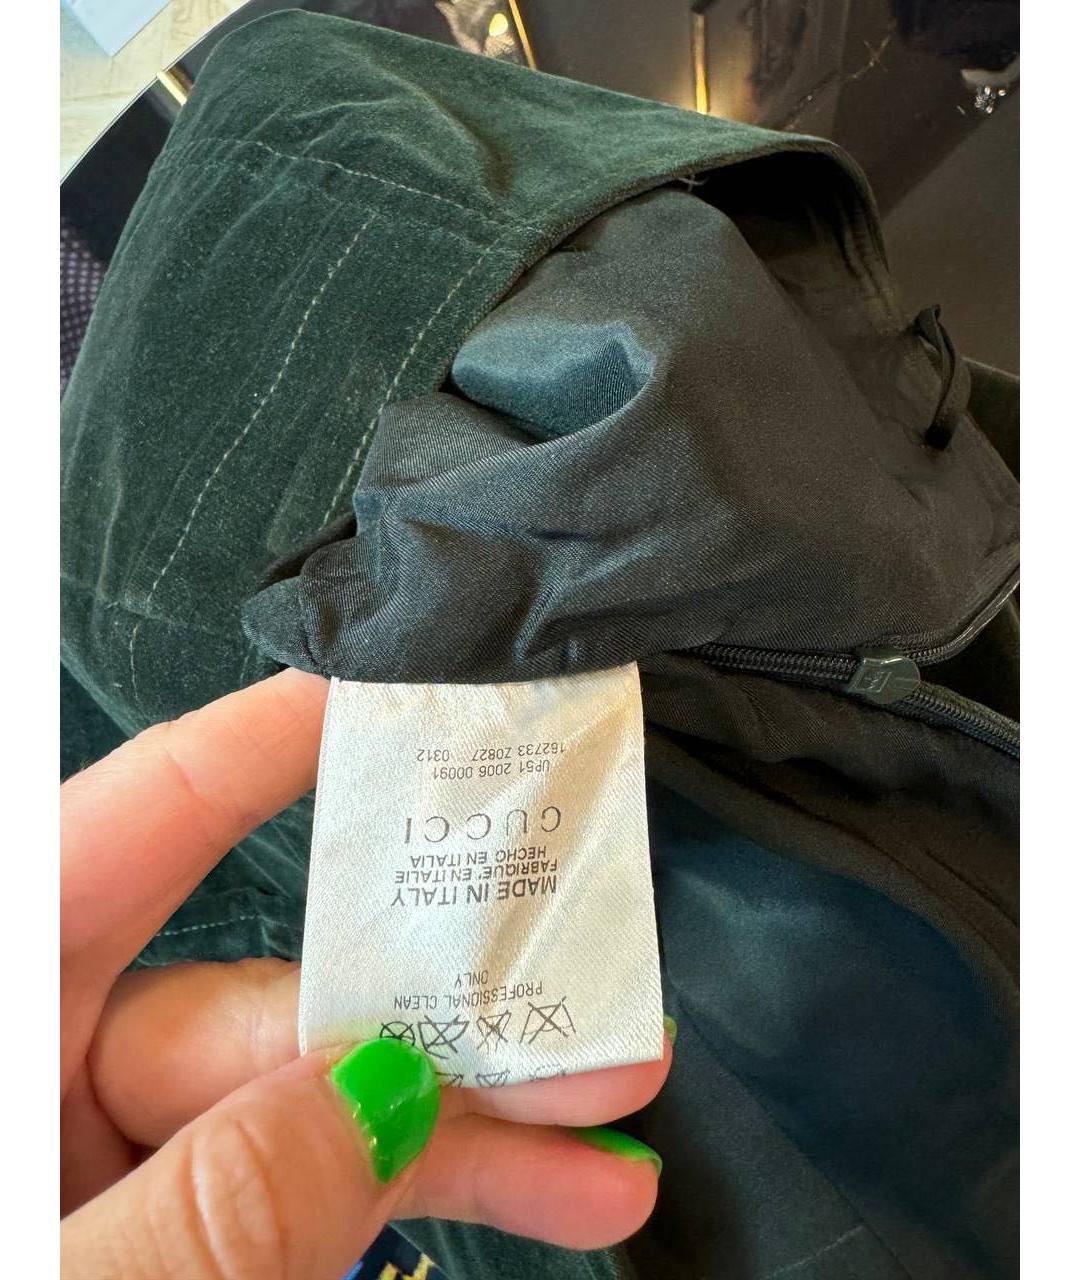 PROFESSIONAL CLEAN
ONLY
MADE IN ITALY
FABRIQUE' EN ITALIE
HECHO EN ITALIA
GUCCI
UP51 2006 00091
162733 Z0827 0312